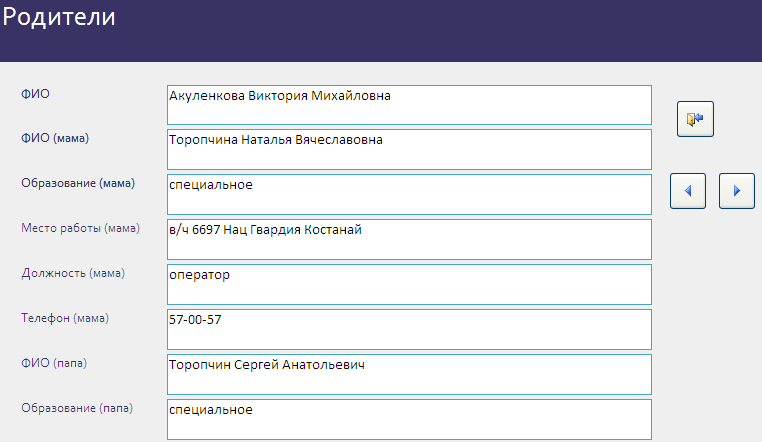 Родители
ФИО
Акуленкова Виктория Михайловна
ФИО (мама)
Торопчина Наталья Вячеславовна
Образование (мама)
специальное
Место работы (мама)
в/ч 6697 Нац Гвардия Костанай
Должность (мама)
оператор
Телефон (мама)
57-00-57
ФИО (папа)
Торопчин Сергей Анатольевич
Образование (папа)
специальное